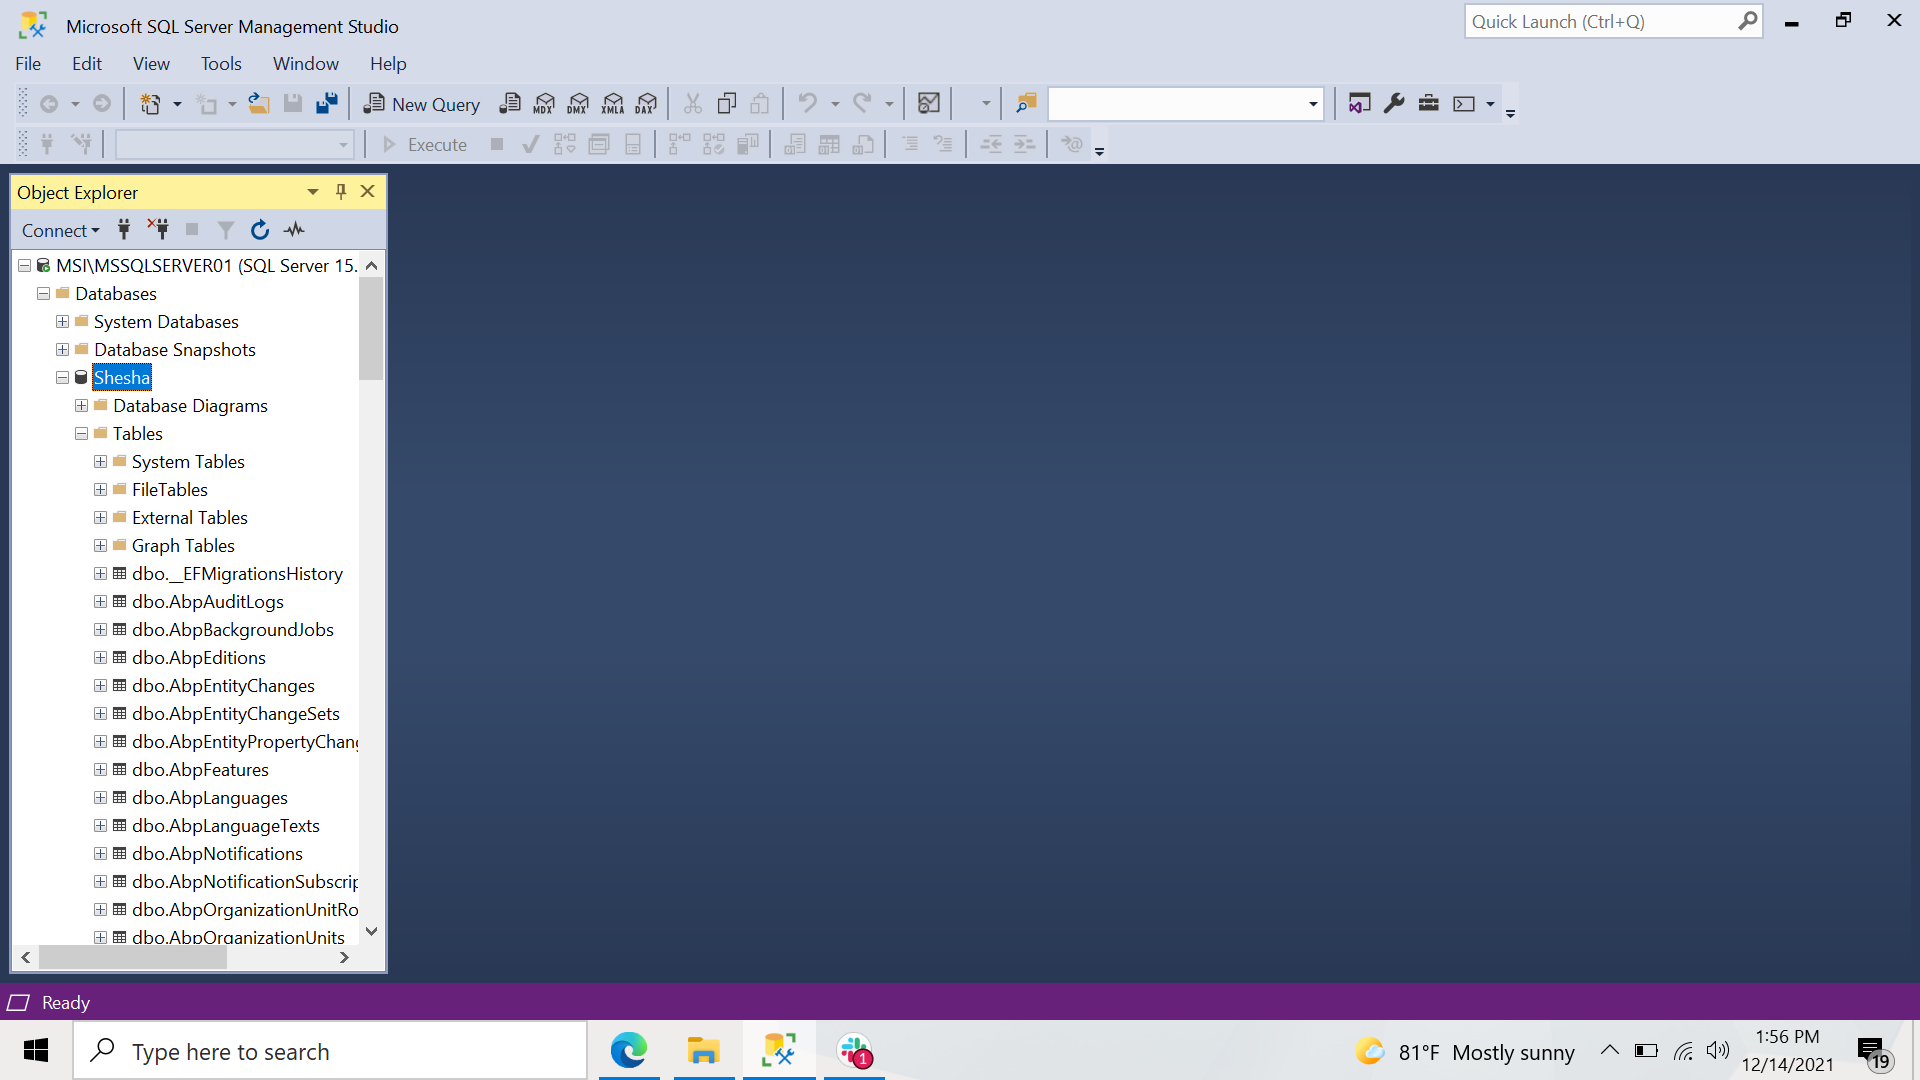 Microsoft SQL Server Management Studio
Quick Launch (Ctrl+Q)
File Edit View Tools Window Help
New Query MDX DMX XMLA DAX
Execute
Object Explorer
Connect
MSI\MSSQLSERVER01 (SQL Server 15.
Databases
System Databases
Database Snapshots
Shesha
Database Diagrams
Tables
System Tables
FileTables
External Tables
Graph Tables
dbo.__EFMigrationsHistory
dbo.AbpAuditLogs
dbo.AbpBackgroundJobs
dbo.AbpEditions
dbo.AbpEntityChanges
dbo.AbpEntityChangeSets
dbo.AbpEntityPropertyChang
dbo.AbpFeatures
dbo.AbpLanguages
dbo.AbpLanguageTexts
dbo.AbpNotifications
dbo.AbpNotificationSubscrip
dbo.AbpOrganizationUnitRo
dbo.AbpOrganizationUnits
Ready
Type here to search
1
81°F Mostly sunny
1:56 PM
12/14/2021
19